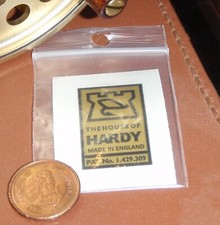 THE HOUSE OF
HARDY
MADE IN ENGLAND
PAT. No. 1.429.309